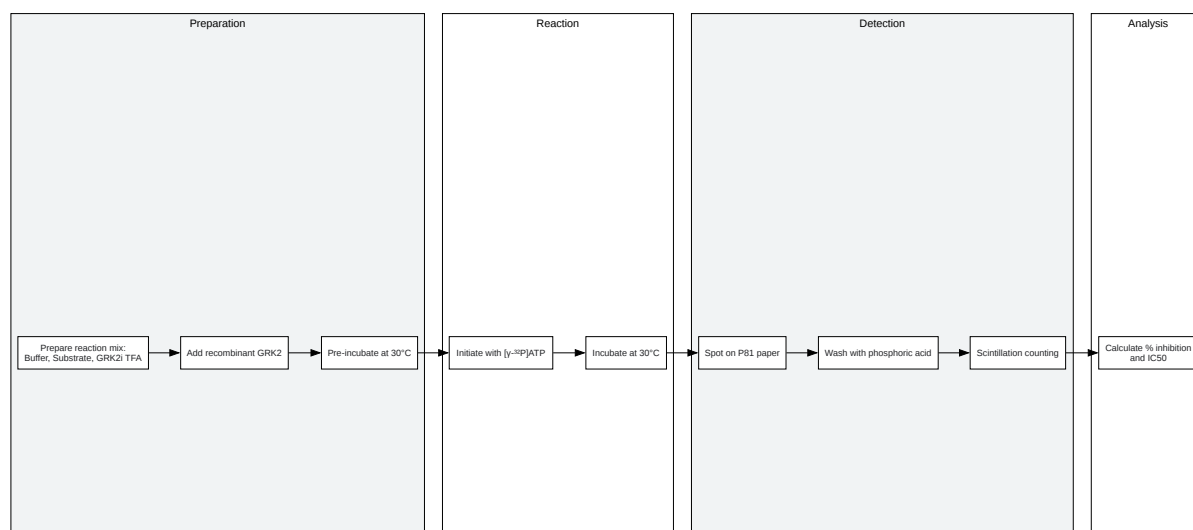 Preparation
Reaction
Detection
Analysis
Prepare reaction mix:
Buffer, Substrate, GRK2i TFA
Add recombinant GRK2
Pre-incubate at 30°C
Initiate with [γ-³²P]ATP
Incubate at 30°C
Spot on P81 paper
Wash with phosphoric acid
Scintillation counting
Calculate % inhibition
and IC50